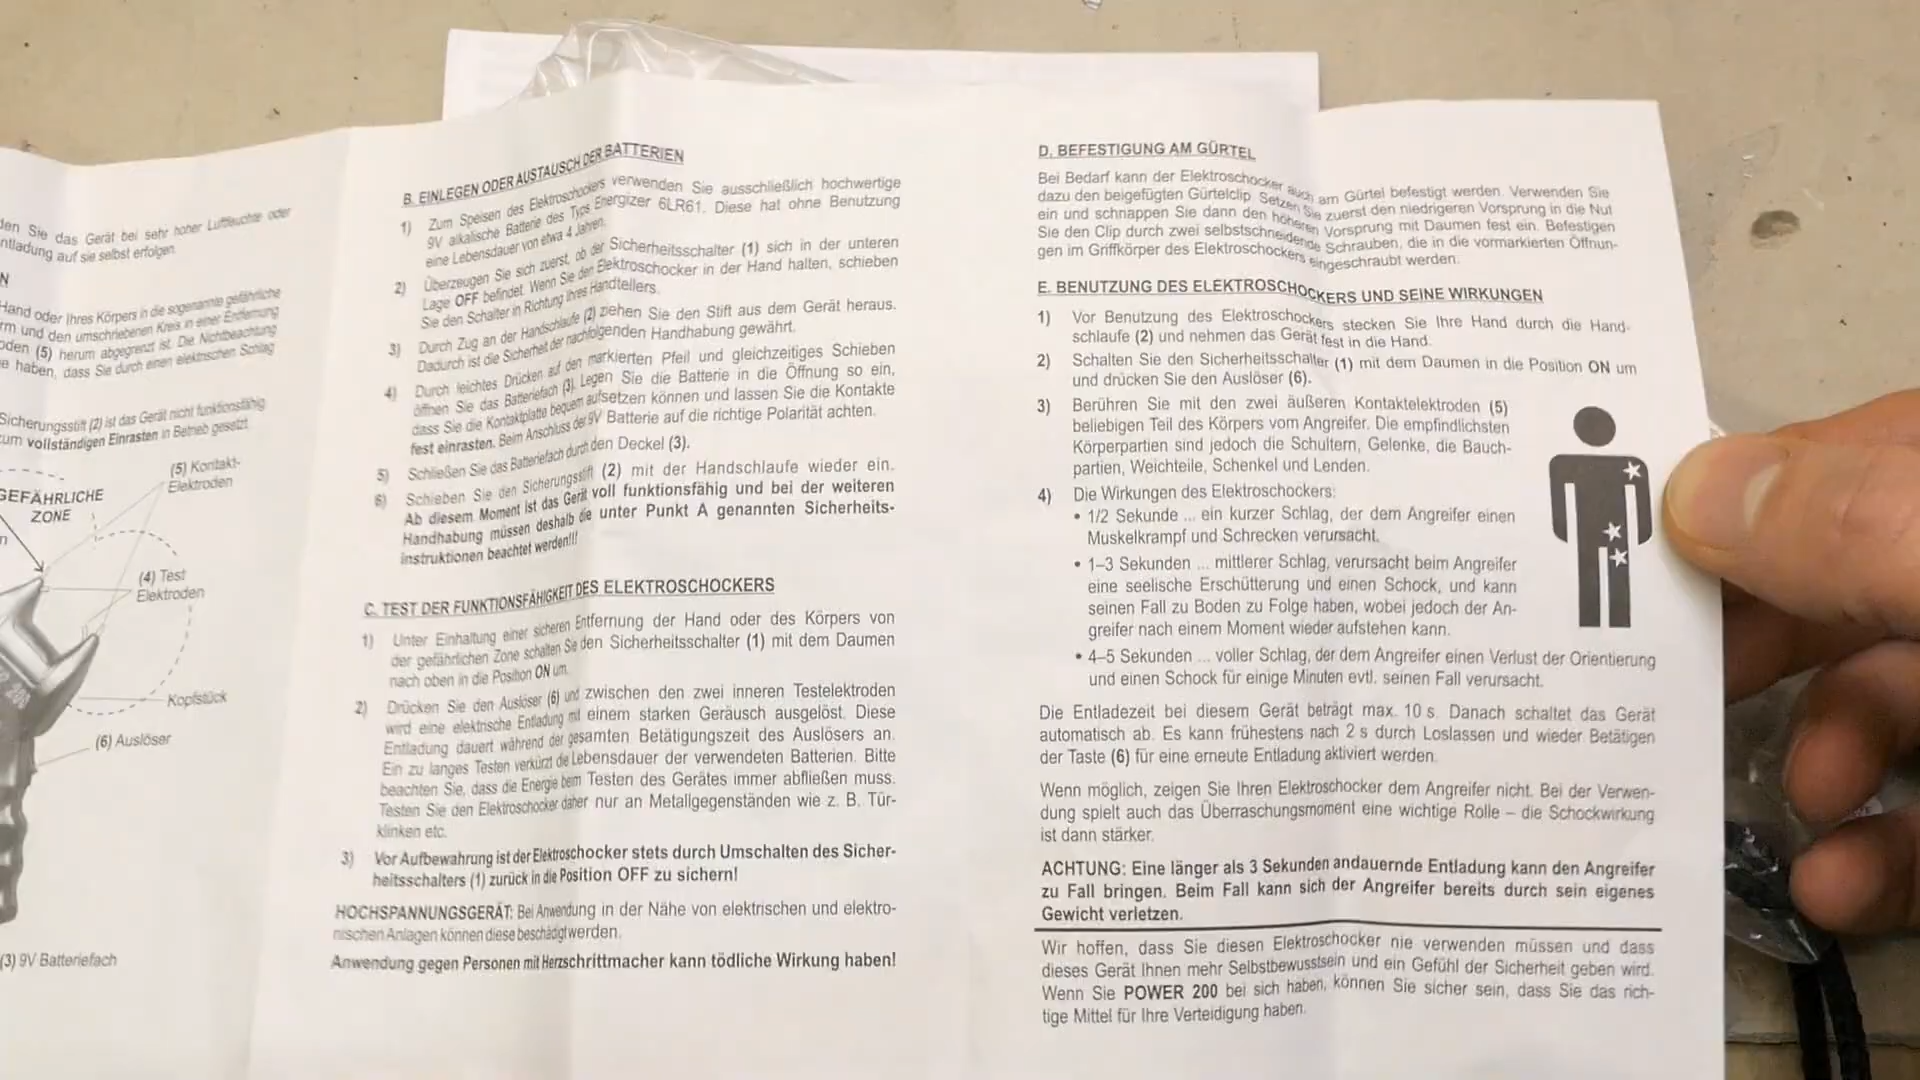 den Sie das Gerät bei sehr hoher Luftfeuchte oder
ntladung auf sie selbst erfolgen.
N
Hand oder Ihres Körpers in die sogenannte gefährliche
rm und den umschriebenen Kreis in einer Entfernung
oden (5) herum abgegrenzt ist. Die Nichtbeachtung
e haben, dass Sie durch einen elektrischen Schlag
Sicherungsstift (2) ist das Gerät nicht funktionsfähig
zum vollständigen Einrasten in Betrieb gesetzt.
(5) Kontakt-
Elektroden
GEFÄHRLICHE
ZONE
(4) Test
Elektroden
Kopfstück
(6) Auslöser
(3) 9V Batteriefach
B. EINLEGEN ODER AUSTAUSCH DER BATTERIEN
1) Zum Speisen des Elektroschockers verwenden Sie ausschließlich hochwertige
9V alkalische Batterie des Typs Energizer 6LR61. Diese hat ohne Benutzung
eine Lebensdauer von etwa 4 Jahren.
2) Überzeugen Sie sich zuerst, ob der Sicherheitsschalter (1) sich in der unteren
Lage OFF befindet. Wenn Sie den Elektroschocker in der Hand halten, schieben
Sie den Schalter in Richtung Ihres Handtellers.
3) Durch Zug an der Handschlaufe (2) ziehen Sie den Stift aus dem Gerät heraus.
Dadurch ist die Sicherheit der nachfolgenden Handhabung gewährt.
4) Durch leichtes Drücken auf den markierten Pfeil und gleichzeitiges Schieben
öffnen Sie das Batteriefach (3). Legen Sie die Batterie in die Öffnung so ein,
dass Sie die Kontaktplatte bequem aufsetzen können und lassen Sie die Kontakte
fest einrasten. Beim Anschluss der 9V Batterie auf die richtige Polarität achten.
5) Schließen Sie das Batteriefach durch den Deckel (3).
6) Schieben Sie den Sicherungsstift (2) mit der Handschlaufe wieder ein.
Ab diesem Moment ist das Gerät voll funktionsfähig und bei der weiteren
Handhabung müssen deshalb die unter Punkt A genannten Sicherheits-
instruktionen beachtet werden!!!
C. TEST DER FUNKTIONSFÄHIGKEIT DES ELEKTROSCHOCKERS
1) Unter Einhaltung einer sicheren Entfernung der Hand oder des Körpers von
der gefährlichen Zone schalten Sie den Sicherheitsschalter (1) mit dem Daumen
nach oben in die Position ON um.
2) Drücken Sie den Auslöser (6) und zwischen den zwei inneren Testelektroden
wird eine elektrische Entladung mit einem starken Geräusch ausgelöst. Diese
Entladung dauert während der gesamten Betätigungszeit des Auslösers an.
Ein zu langes Testen verkürzt die Lebensdauer der verwendeten Batterien. Bitte
beachten Sie, dass die Energie beim Testen des Gerätes immer abfließen muss.
Testen Sie den Elektroschocker daher nur an Metallgegenständen wie z. B. Tür-
klinken etc.
3) Vor Aufbewahrung ist der Elektroschocker stets durch Umschalten des Sicher-
heitsschalters (1) zurück in die Position OFF zu sichern!
HOCHSPANNUNGSGERÄT: Bei Anwendung in der Nähe von elektrischen und elektro-
nischen Anlagen können diese beschädigt werden.
Anwendung gegen Personen mit Herzschrittmacher kann tödliche Wirkung haben!
D. BEFESTIGUNG AM GÜRTEL
Bei Bedarf kann der Elektroschocker auch am Gürtel befestigt werden. Verwenden Sie
dazu den beigefügten Gürtelclip. Setzen Sie zuerst den niedrigeren Vorsprung in die Nut
ein und schnappen Sie dann den höheren Vorsprung mit Daumen fest ein. Befestigen
Sie den Clip durch zwei selbstschneidende Schrauben, die in die vormarkierten Öffnun-
gen im Griffkörper des Elektroschockers eingeschraubt werden.
E. BENUTZUNG DES ELEKTROSCHOCKERS UND SEINE WIRKUNGEN
1) Vor Benutzung des Elektroschockers stecken Sie Ihre Hand durch die Hand-
schlaufe (2) und nehmen das Gerät fest in die Hand.
2) Schalten Sie den Sicherheitsschalter (1) mit dem Daumen in die Position ON um
und drücken Sie den Auslöser (6).
3) Berühren Sie mit den zwei äußeren Kontaktelektroden (5)
beliebigen Teil des Körpers vom Angreifer. Die empfindlichsten
Körperpartien sind jedoch die Schultern, Gelenke, die Bauch-
partien, Weichteile, Schenkel und Lenden.
4) Die Wirkungen des Elektroschockers:
• 1/2 Sekunde ... ein kurzer Schlag, der dem Angreifer einen
Muskelkrampf und Schrecken verursacht.
• 1–3 Sekunden ... mittlerer Schlag, verursacht beim Angreifer
eine seelische Erschütterung und einen Schock, und kann
seinen Fall zu Boden zu Folge haben, wobei jedoch der An-
greifer nach einem Moment wieder aufstehen kann.
• 4–5 Sekunden ... voller Schlag, der dem Angreifer einen Verlust der Orientierung
und einen Schock für einige Minuten evtl. seinen Fall verursacht.
Die Entladezeit bei diesem Gerät beträgt max. 10 s. Danach schaltet das Gerät
automatisch ab. Es kann frühestens nach 2 s durch Loslassen und wieder Betätigen
der Taste (6) für eine erneute Entladung aktiviert werden.
Wenn möglich, zeigen Sie Ihren Elektroschocker dem Angreifer nicht. Bei der Verwen-
dung spielt auch das Überraschungsmoment eine wichtige Rolle – die Schockwirkung
ist dann stärker.
ACHTUNG: Eine länger als 3 Sekunden andauernde Entladung kann den Angreifer
zu Fall bringen. Beim Fall kann sich der Angreifer bereits durch sein eigenes
Gewicht verletzen.
Wir hoffen, dass Sie diesen Elektroschocker nie verwenden müssen und dass
dieses Gerät Ihnen mehr Selbstbewusstsein und ein Gefühl der Sicherheit geben wird.
Wenn Sie POWER 200 bei sich haben, können Sie sicher sein, dass Sie das rich-
tige Mittel für Ihre Verteidigung haben.